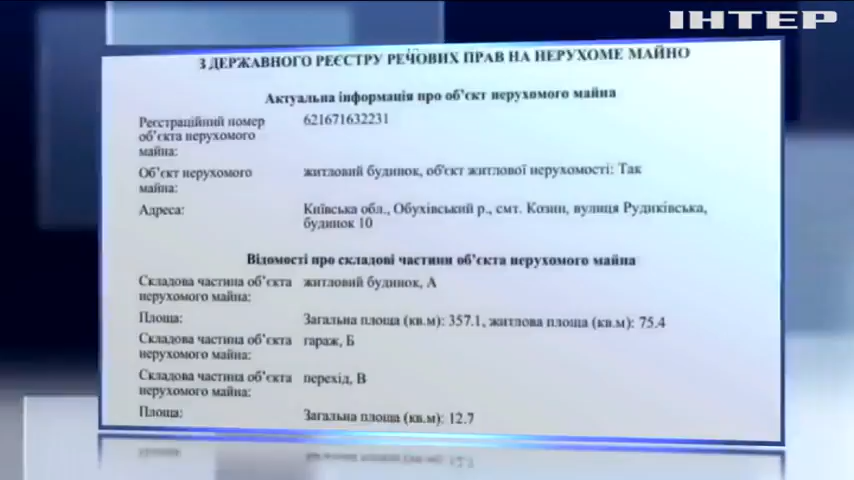 ІНТЕР
З ДЕРЖАВНОГО РЕЄСТРУ РЕЧОВИХ ПРАВ НА НЕРУХОМЕ МАЙНО
Актуальна інформація про об'єкт нерухомого майна
Реєстраційний номер 621671632231
об'єкта нерухомого
майна:
Об'єкт нерухомого житловий будинок, об'єкт житлової нерухомості: Так
майна:
Адреса: Київська обл., Обухівський р., смт. Козин, вулиця Рудиківська,
будинок 10
Відомості про складові частини об'єкта нерухомого майна
Складова частина об'єкта житловий будинок, А
нерухомого майна:
Площа: Загальна площа (кв.м): 357.1, житлова площа (кв.м): 75.4
Складова частина об'єкта гараж, Б
нерухомого майна:
Складова частина об'єкта перехід, В
нерухомого майна:
Площа: Загальна площа (кв.м): 12.7